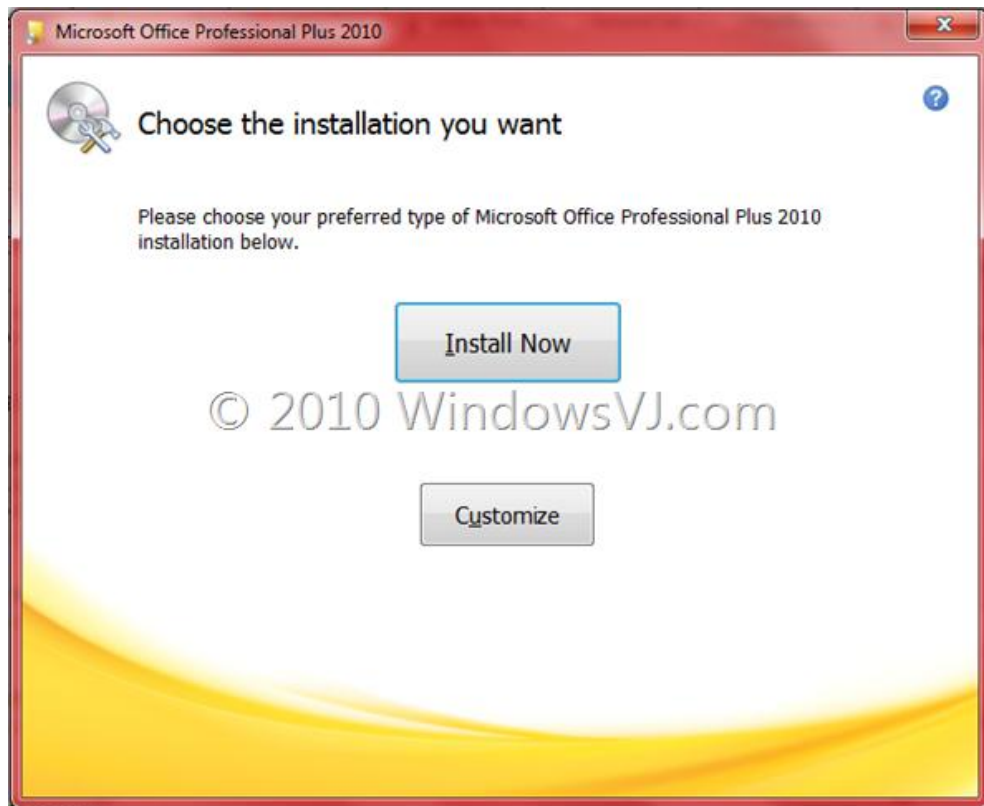 Microsoft Office Professional Plus 2010
Choose the installation you want
Please choose your preferred type of Microsoft Office Professional Plus 2010
installation below.
Install Now
© 2010 WindowsVJ.com
Customize